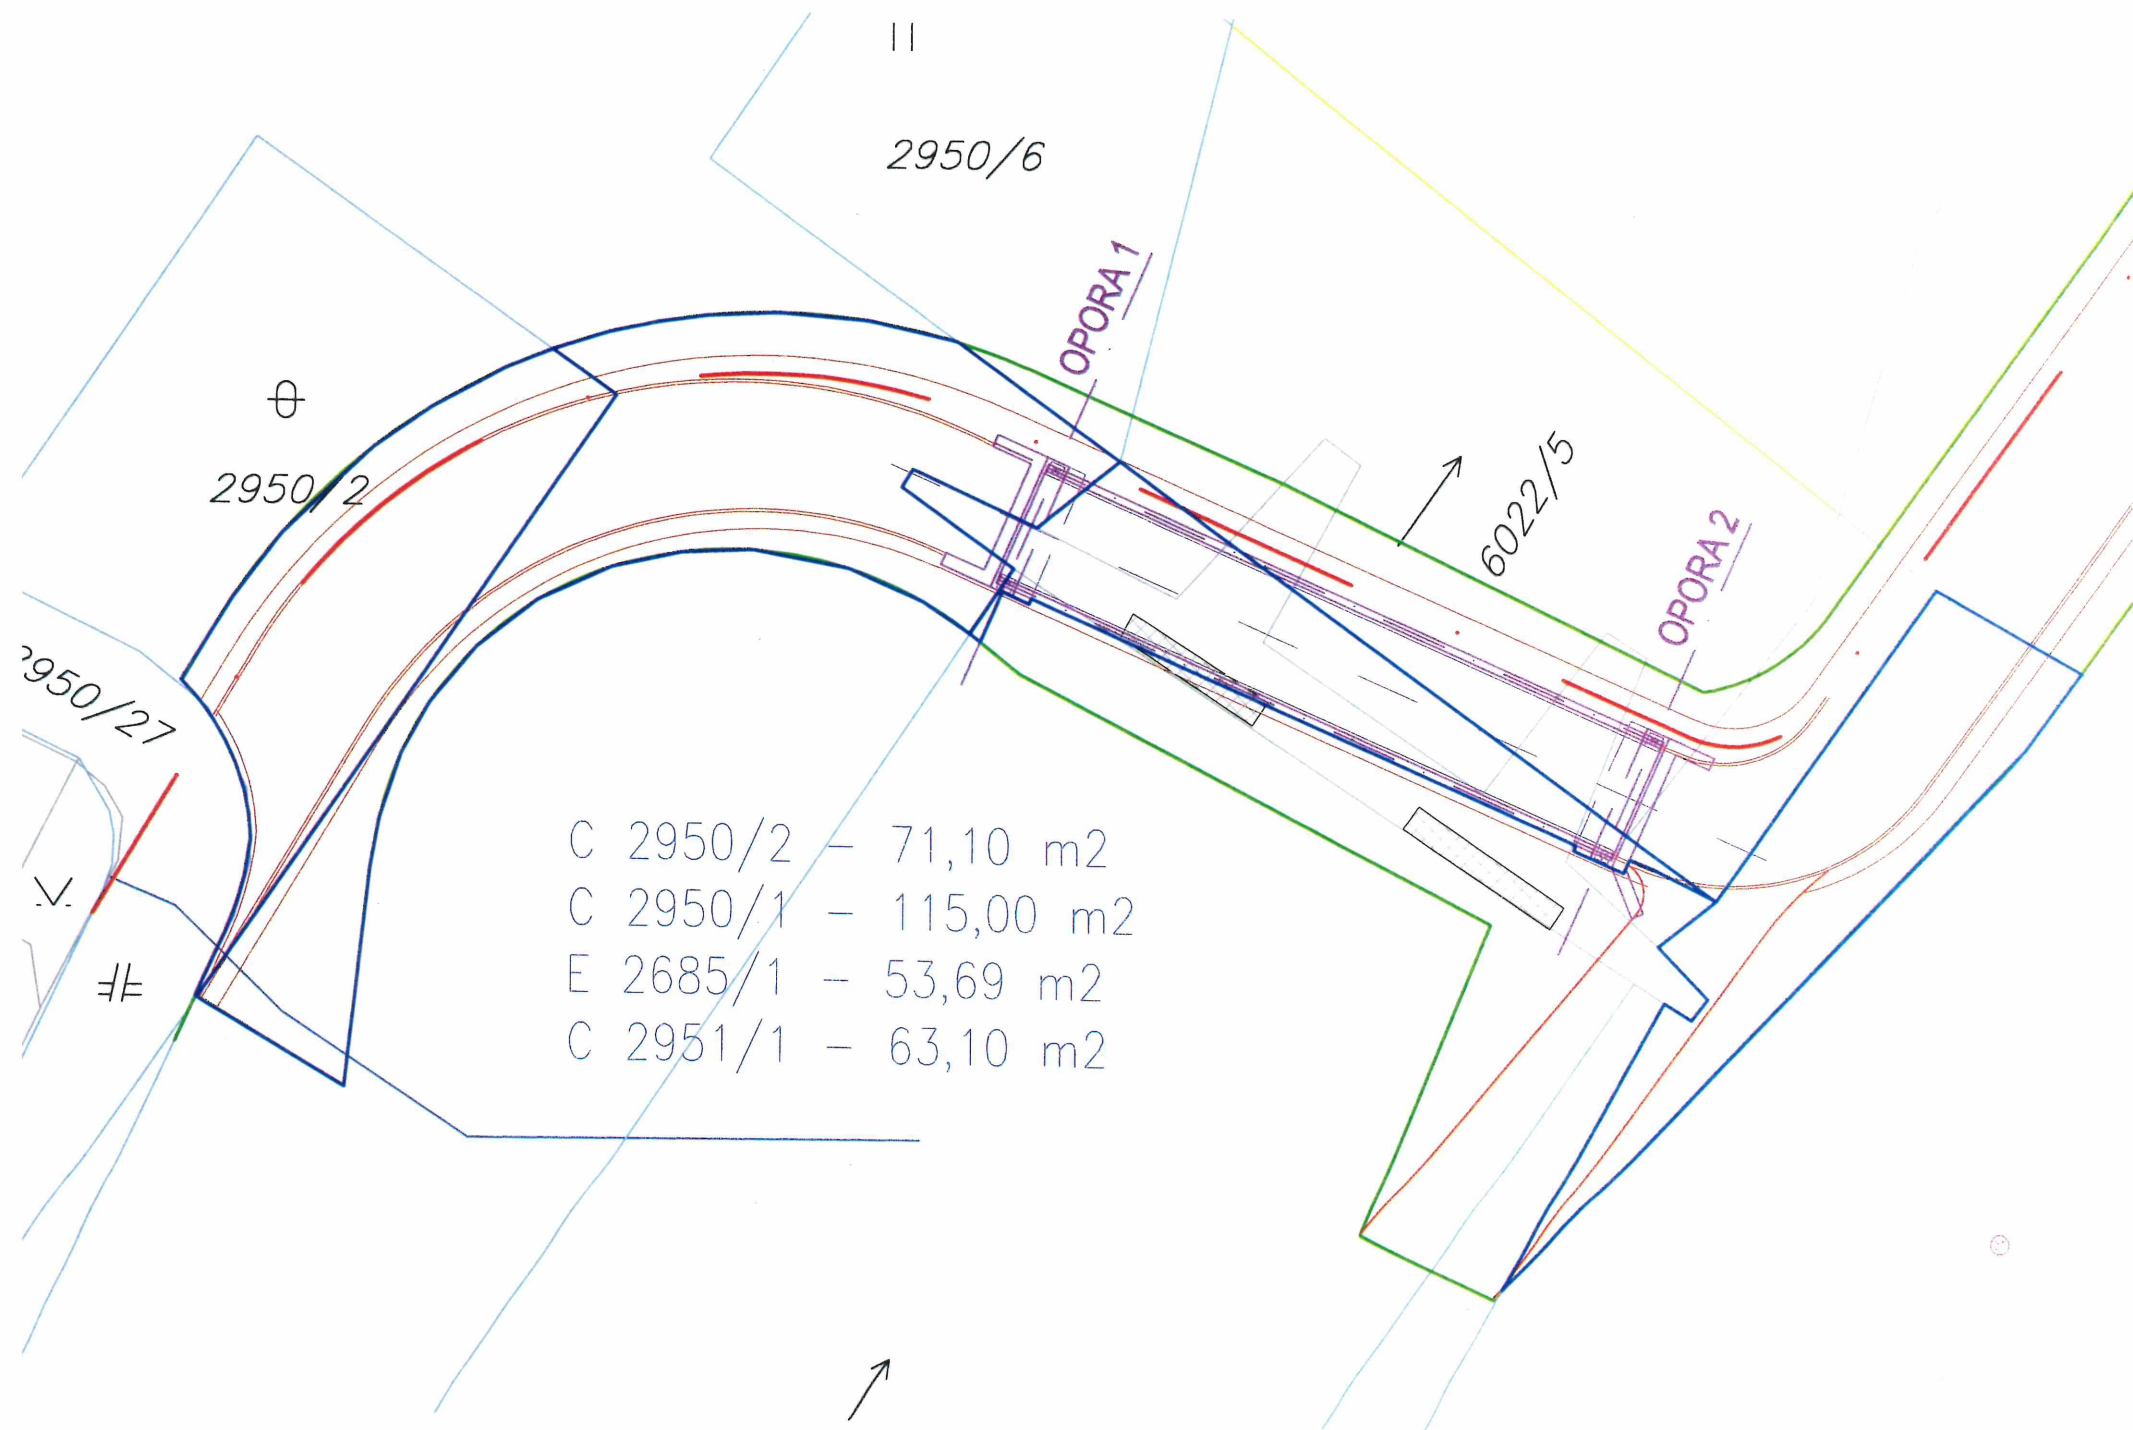 2950/6
OPORA 1
2950/2
6022/5
OPORA 2
2950/27
C 2950/2 – 71,10 m2
C 2950/1 – 115,00 m2
E 2685/1 – 53,69 m2
C 2951/1 – 63,10 m2